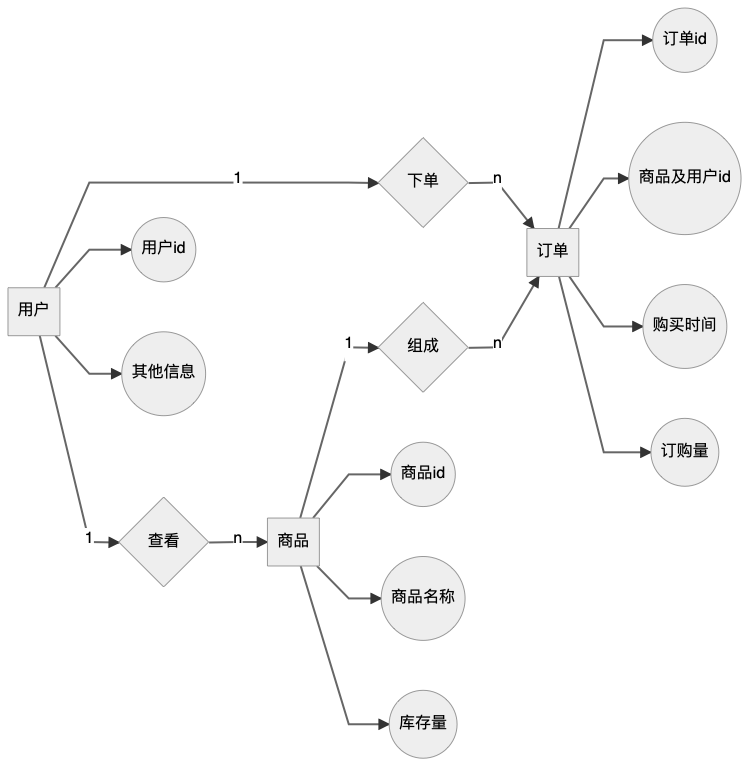 订单id
商品及用户id
1
下单
n
用户id
订单
用户
购买时间
1
组成
n
其他信息
订购量
商品id
1
查看
n
商品
商品名称
库存量